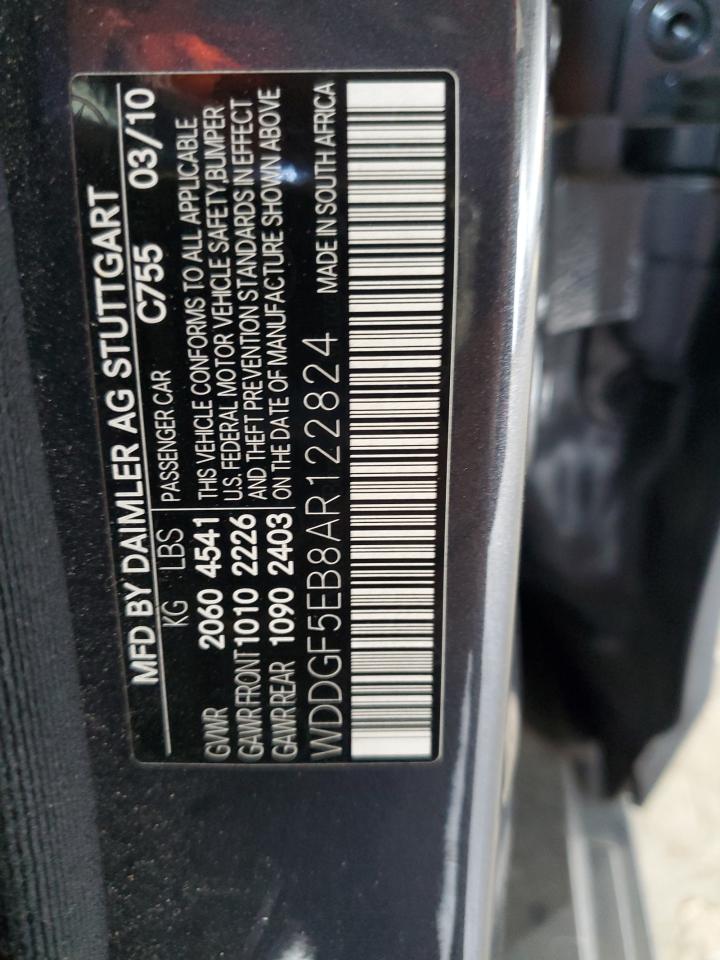 MFD BY DAIMLER AG STUTTGART
C755 03/10
KG LBS
PASSENGER CAR
GVWR 2060 4541
GAWR FRONT 1010 2226
GAWR REAR 1090 2403
THIS VEHICLE CONFORMS TO ALL APPLICABLE
U.S. FEDERAL MOTOR VEHICLE SAFETY,BUMPER
AND THEFT PREVENTION STANDARDS IN EFFECT
ON THE DATE OF MANUFACTURE SHOWN ABOVE
WDDGF5EB8AR122824
MADE IN SOUTH AFRICA